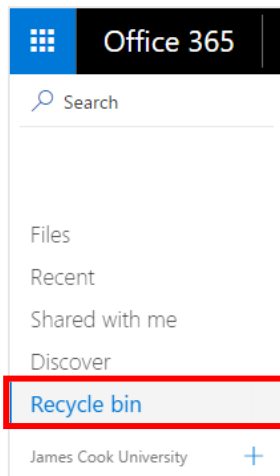 Office 365
Search
Files
Recent
Shared with me
Discover
Recycle bin
James Cook University +